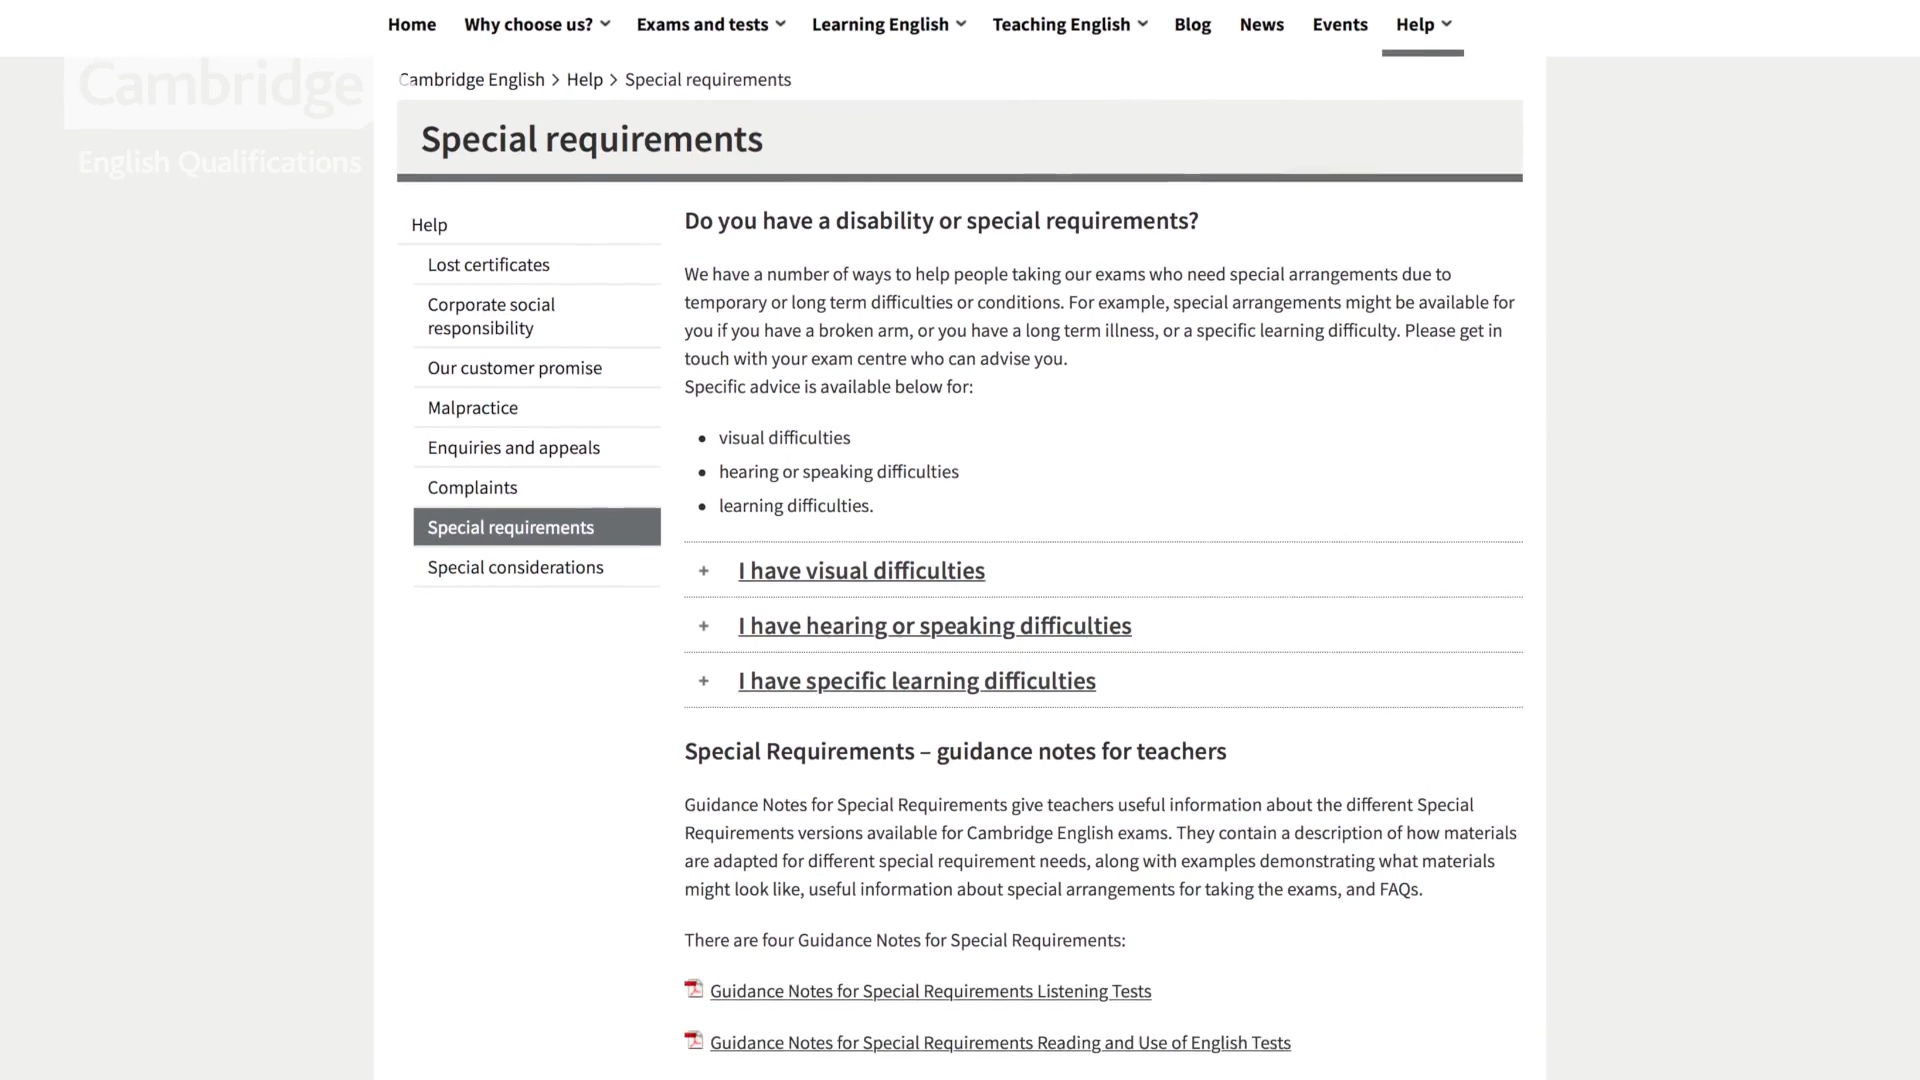 Home Why choose us? Exams and tests Learning English Teaching English Blog News Events Help
Cambridge English > Help > Special requirements
Cambridge
English Qualifications
Special requirements
Help
Lost certificates
Corporate social
responsibility
Our customer promise
Malpractice
Enquiries and appeals
Complaints
Special requirements
Special considerations
Do you have a disability or special requirements?
We have a number of ways to help people taking our exams who need special arrangements due to
temporary or long term difficulties or conditions. For example, special arrangements might be available for
you if you have a broken arm, or you have a long term illness, or a specific learning difficulty. Please get in
touch with your exam centre who can advise you.
Specific advice is available below for:
• visual difficulties
• hearing or speaking difficulties
• learning difficulties.
+ I have visual difficulties
+ I have hearing or speaking difficulties
+ I have specific learning difficulties
Special Requirements – guidance notes for teachers
Guidance Notes for Special Requirements give teachers useful information about the different Special
Requirements versions available for Cambridge English exams. They contain a description of how materials
are adapted for different special requirement needs, along with examples demonstrating what materials
might look like, useful information about special arrangements for taking the exams, and FAQs.
There are four Guidance Notes for Special Requirements:
Guidance Notes for Special Requirements Listening Tests
Guidance Notes for Special Requirements Reading and Use of English Tests